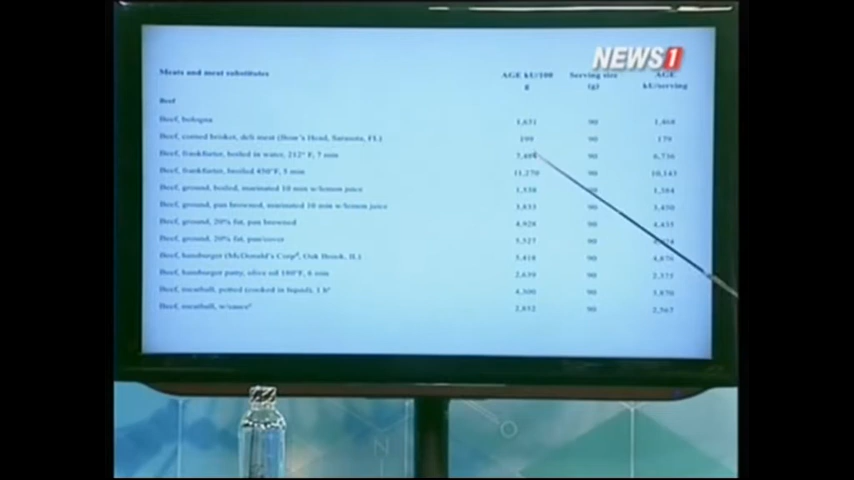 NEWS1
Meats and meat substitutes AGE kU/100 g Serving size (g) AGE kU/serving
Beef
Beef, bologna 1,631 90 1,468
Beef, corned brisket, deli meat (Boar's Head, Sarasota, FL) 199 90 179
Beef, frankfurter, boiled in water, 212° F, 7 min 7,484 90 6,736
Beef, frankfurter, broiled 450°F, 5 min 11,270 90 10,143
Beef, ground, boiled, marinated 10 min w/lemon juice 1,538 90 1,384
Beef, ground, pan browned, marinated 10 min w/lemon juice 3,833 90 3,450
Beef, ground, 20% fat, pan browned 4,928 90 4,435
Beef, ground, 20% fat, pan/cover 5,527 90
Beef, hamburger (McDonald's Corp, Oak Brook, IL) 5,418 90 4,876
Beef, hamburger patty, olive oil 180°F, 6 min 2,639 90 2,375
Beef, meatball, potted (cooked in liquid), 1 h 4,300 90 3,870
Beef, meatball, w/sauce 2,852 90 2,567
N
O